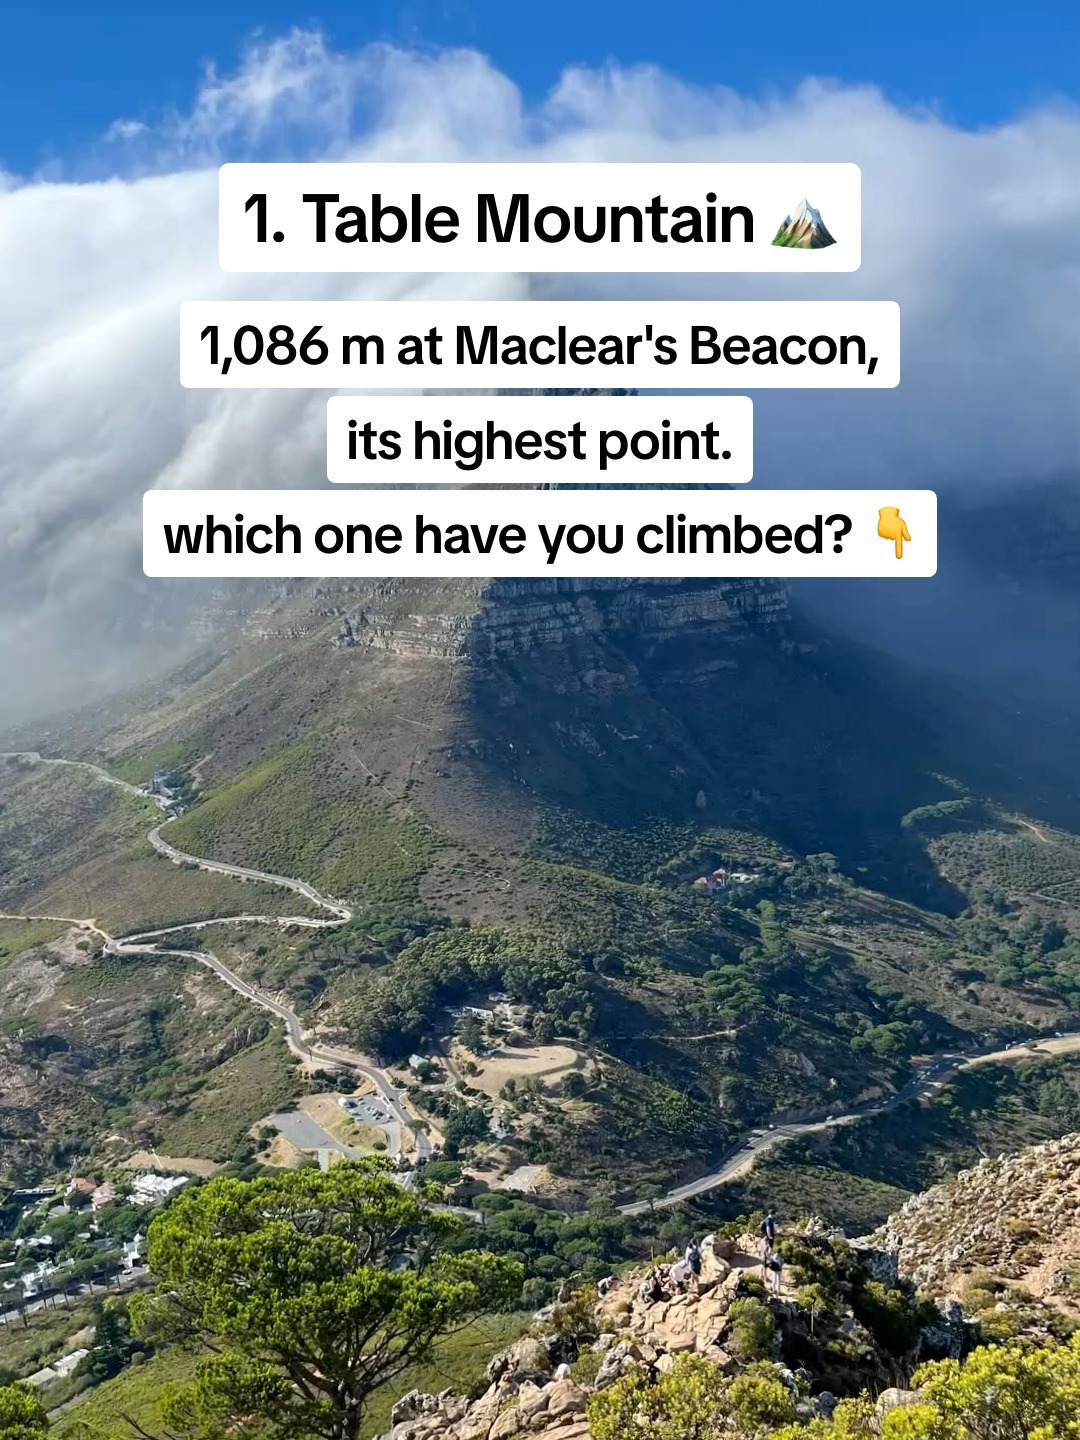 1. Table Mountain ⛰️
1,086 m at Maclear's Beacon,
its highest point.
which one have you climbed? 👇